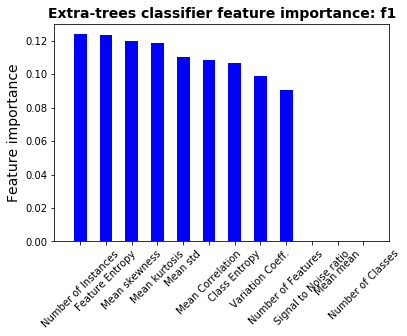 Extra-trees classifier feature importance: f1
Feature importance
0.12
0.10
0.08
0.06
0.04
0.02
0.00
Number of Instances
Feature Entropy
Mean skewness
Mean kurtosis
Mean std
Mean Correlation
Class Entropy
Variation Coeff.
Number of Features
Signal to Noise ratio
Mean mean
Number of Classes